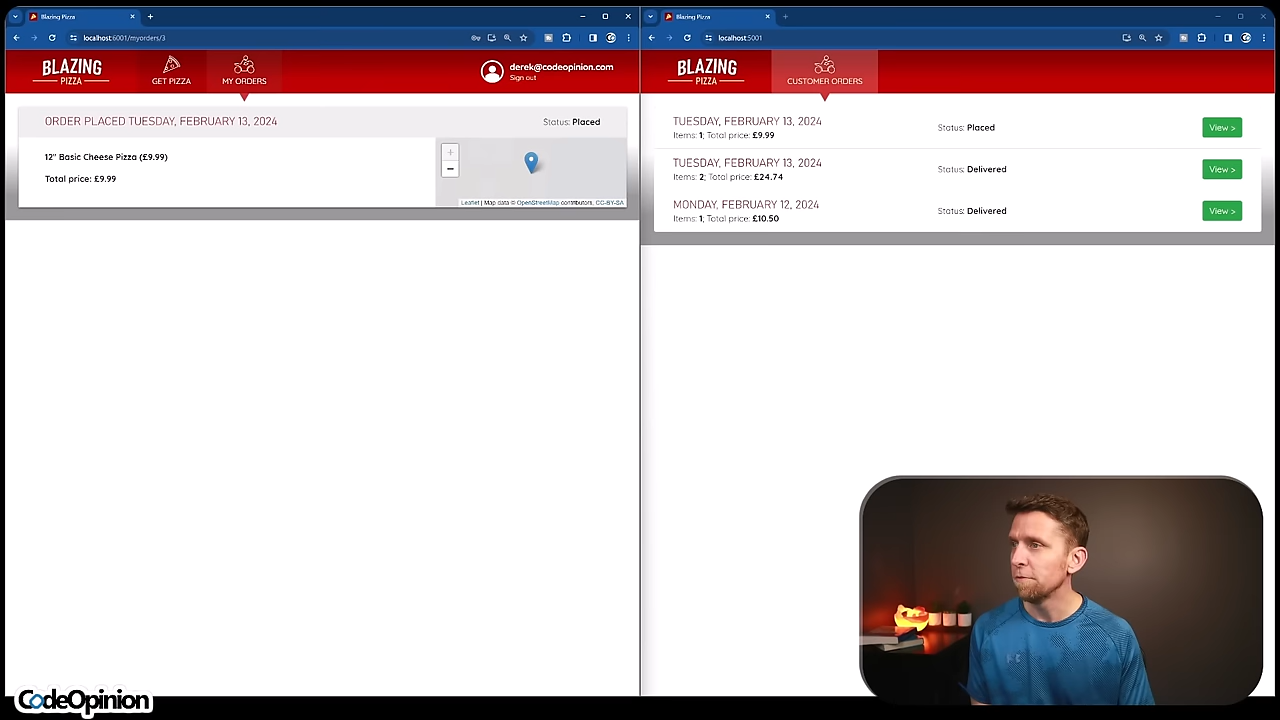 Blazing Pizza
localhost:6001/myorders/3
BLAZING
PIZZA
GET PIZZA
MY ORDERS
derek@codeopinion.com
Sign out
ORDER PLACED TUESDAY, FEBRUARY 13, 2024
Status: Placed
12" Basic Cheese Pizza (£9.99)
Total price: £9.99
+
−
Leaflet | Map data © OpenStreetMap contributors, CC-BY-SA
Blazing Pizza
localhost:5001
BLAZING
PIZZA
CUSTOMER ORDERS
TUESDAY, FEBRUARY 13, 2024
Items: 1; Total price: £9.99
Status: Placed
View >
TUESDAY, FEBRUARY 13, 2024
Items: 2; Total price: £24.74
Status: Delivered
View >
MONDAY, FEBRUARY 12, 2024
Items: 1; Total price: £10.50
Status: Delivered
View >
CodeOpinion